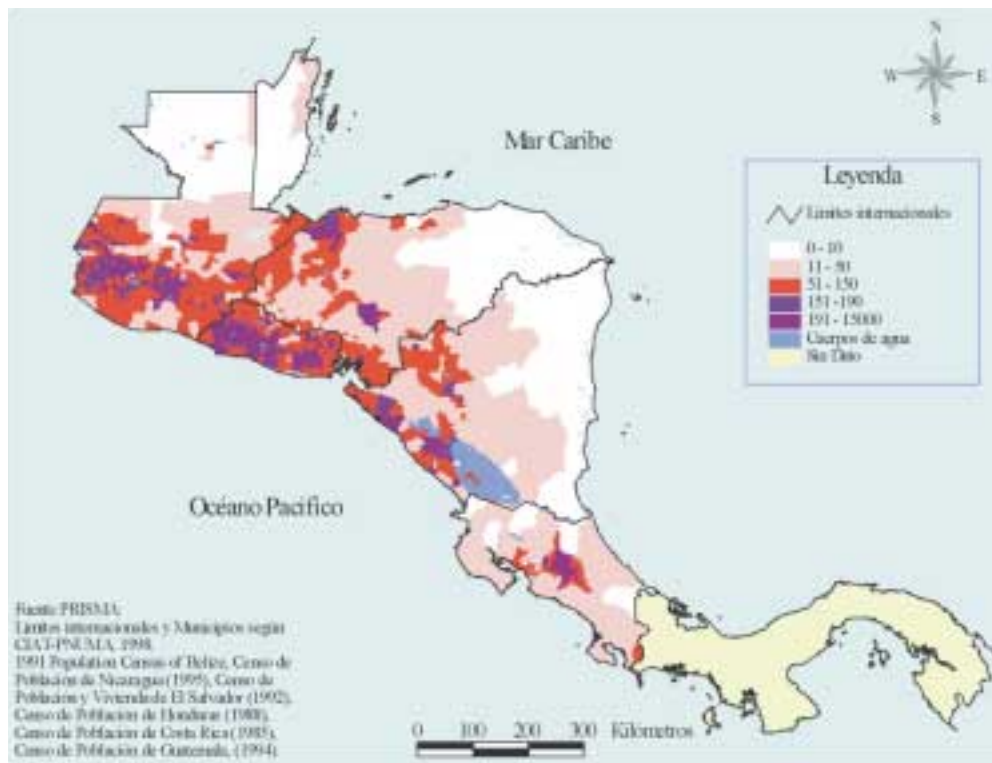 N
W E
S
Mar Caribe
Leyenda
Límites internacionales
0 - 10
11 - 50
51 - 150
151 - 190
191 - 15000
Cuerpos de agua
Sin Dato
Océano Pacífico
Fuente PRISMA:
Limites internacionales y Municipios según
CIAT-PNUMA, 1998.
1991 Population Census of Belize, Censo de
Población de Nicaragua (1995), Censo de
Población y Vivienda de El Salvador (1992),
Censo de Población de Honduras (1988),
Censo de Población de Costa Rica (1985),
Censo de Población de Guatemala, (1994)
0 100 200 300 Kilómetros